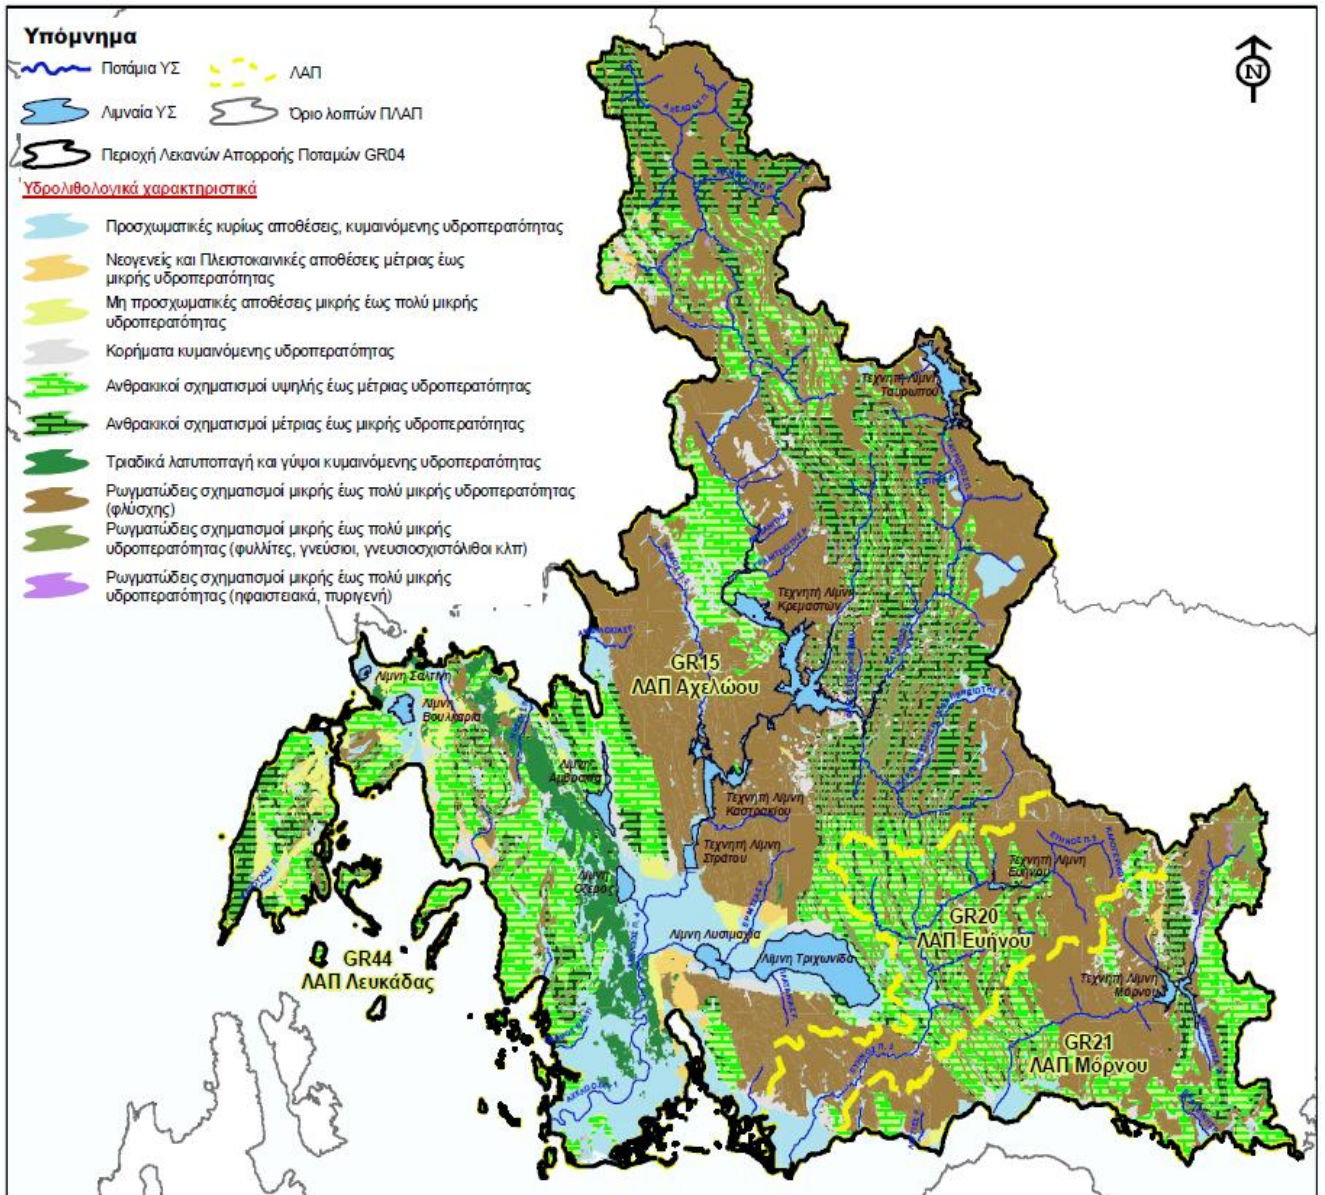 Υπόμνημα
Ποτάμια ΥΣ
ΛΑΠ
Λιμναία ΥΣ
Όριο λοιπών ΠΛΑΠ
Περιοχή Λεκανών Απορροής Ποταμών GR04
Υδρολιθολογικά χαρακτηριστικά
Προσχωματικές κυρίως αποθέσεις, κυμαινόμενης υδροπερατότητας
Νεογενείς και Πλειστοκαινικές αποθέσεις μέτριας έως
μικρής υδροπερατότητας
Μη προσχωματικές αποθέσεις μικρής έως πολύ μικρής
υδροπερατότητας
Κορήματα κυμαινόμενης υδροπερατότητας
Ανθρακικοί σχηματισμοί υψηλής έως μέτριας υδροπερατότητας
Ανθρακικοί σχηματισμοί μέτριας έως μικρής υδροπερατότητας
Τριαδικά λατυποπαγή και γύψοι κυμαινόμενης υδροπερατότητας
Ρωγματώδεις σχηματισμοί μικρής έως πολύ μικρής υδροπερατότητας
(φλύσχης)
Ρωγματώδεις σχηματισμοί μικρής έως πολύ μικρής
υδροπερατότητας (φυλλίτες, γνεύσιοι, γνευσιοσχιστόλιθοι κλπ)
Ρωγματώδεις σχηματισμοί μικρής έως πολύ μικρής
υδροπερατότητας (ηφαιστειακά, πυριγενή)
N
Τεχνητή Λίμνη
Ταυρωπού
Τεχνητή Λίμνη
Κρεμαστών
GR15
ΛΑΠ Αχελώου
Λίμνη Σαλτίνη
Λίμνη
Βουλκαρία
Λίμνη
Αμβρακία
Τεχνητή Λίμνη
Καστρακίου
Τεχνητή Λίμνη
Στράτου
Λίμνη
Οζερός
Τεχνητή Λίμνη
Ευήνου
GR20
ΛΑΠ Ευήνου
Λίμνη Λυσιμαχία
Λίμνη Τριχωνίδα
GR44
ΛΑΠ Λευκάδας
Τεχνητή Λίμνη
Μόρνου
GR21
ΛΑΠ Μόρνου